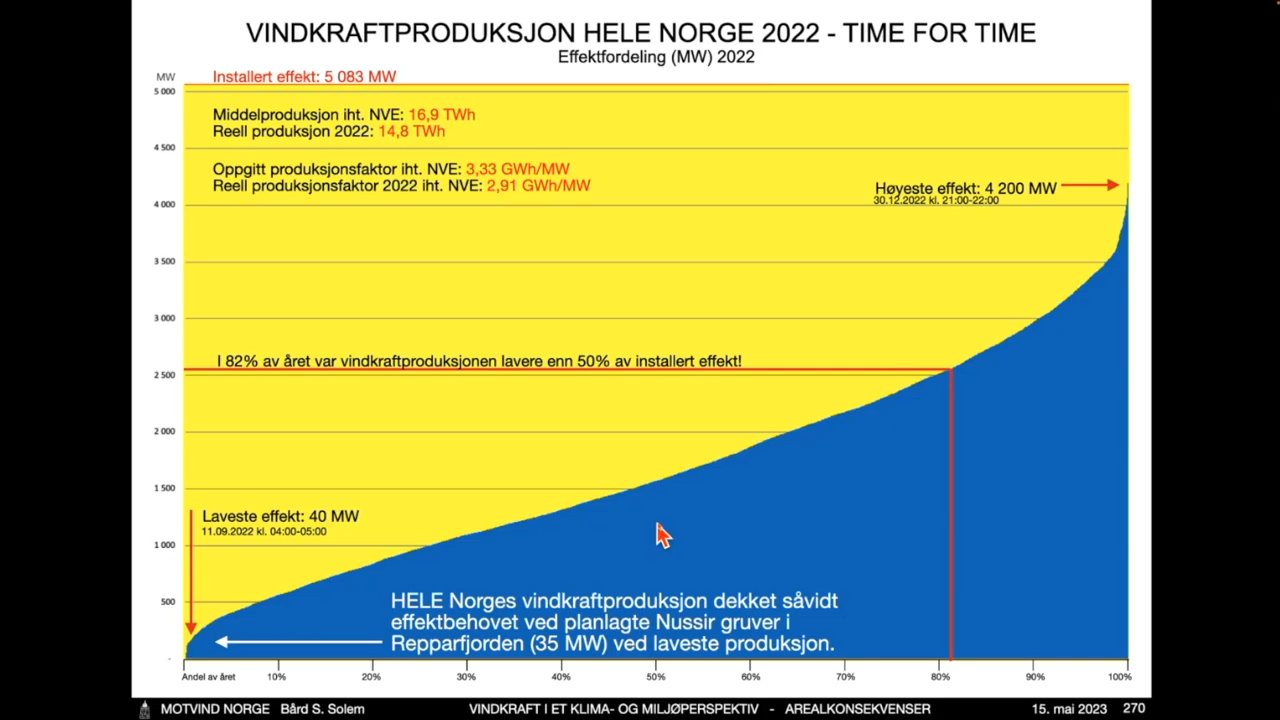 VINDKRAFTPRODUKSJON HELE NORGE 2022 - TIME FOR TIME
Effektfordeling (MW) 2022
MW
Installert effekt: 5 083 MW
5 000
Middelproduksjon iht. NVE: 16,9 TWh
Reell produksjon 2022: 14,8 TWh
4 500
Oppgitt produksjonsfaktor iht. NVE: 3,33 GWh/MW
Reell produksjonsfaktor 2022 iht. NVE: 2,91 GWh/MW
Høyeste effekt: 4 200 MW
30.12.2022 kl. 21:00-22:00
4 000
3 500
3 000
I 82% av året var vindkraftproduksjonen lavere enn 50% av installert effekt!
2 500
2 000
1 500
Laveste effekt: 40 MW
11.09.2022 kl. 04:00-05:00
1 000
500
HELE Norges vindkraftproduksjon dekket såvidt
effektbehovet ved planlagte Nussir gruver i
Repparfjorden (35 MW) ved laveste produksjon.
-
Andel av året 10% 20% 30% 40% 50% 60% 70% 80% 90% 100%
MOTVIND NORGE Bård S. Solem VINDKRAFT I ET KLIMA- OG MILJØPERSPEKTIV - AREALKONSEKVENSER 15. mai 2023 270